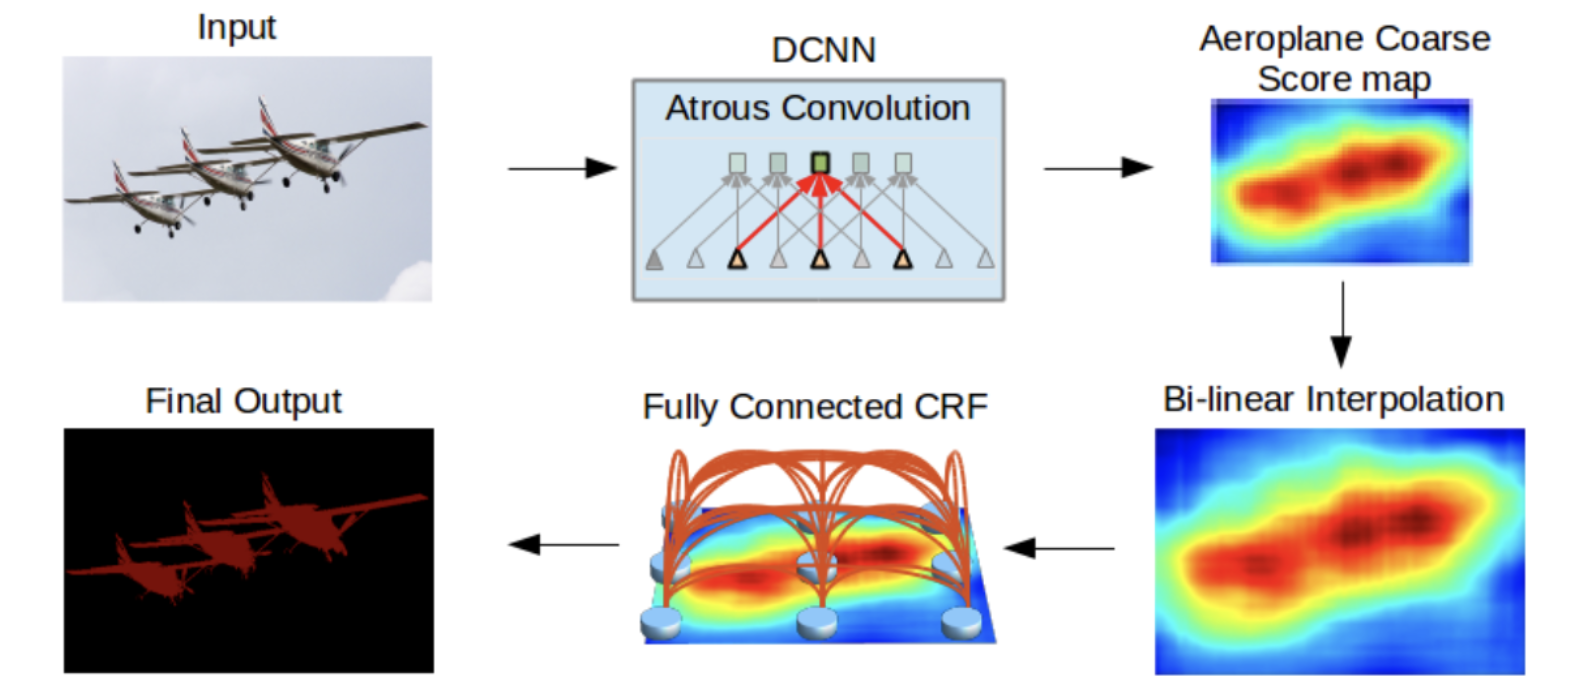 Input
DCNN
Atrous Convolution
Aeroplane Coarse
Score map
Bi-linear Interpolation
Fully Connected CRF
Final Output